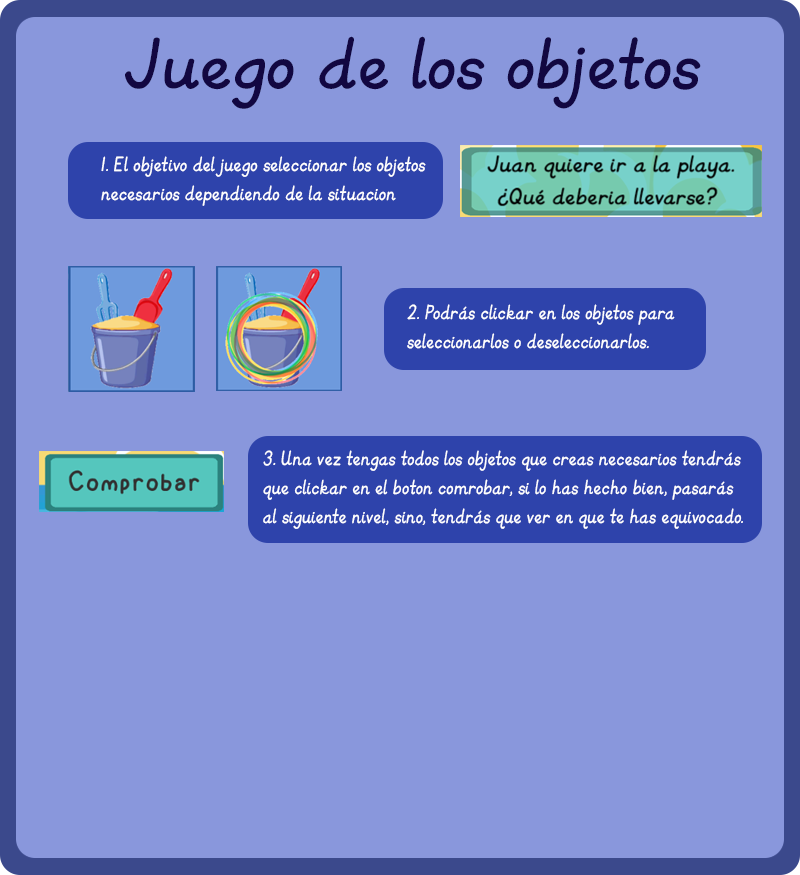 Juego de los objetos
1. El objetivo del juego seleccionar los objetos
necesarios dependiendo de la situacion
Juan quiere ir a la playa.
¿Qué deberia llevarse?
2. Podrás clickar en los objetos para
seleccionarlos o deseleccionarlos.
Comprobar
3. Una vez tengas todos los objetos que creas necesarios tendrás
que clickar en el boton comrobar, si lo has hecho bien, pasarás
al siguiente nivel, sino, tendrás que ver en que te has equivocado.